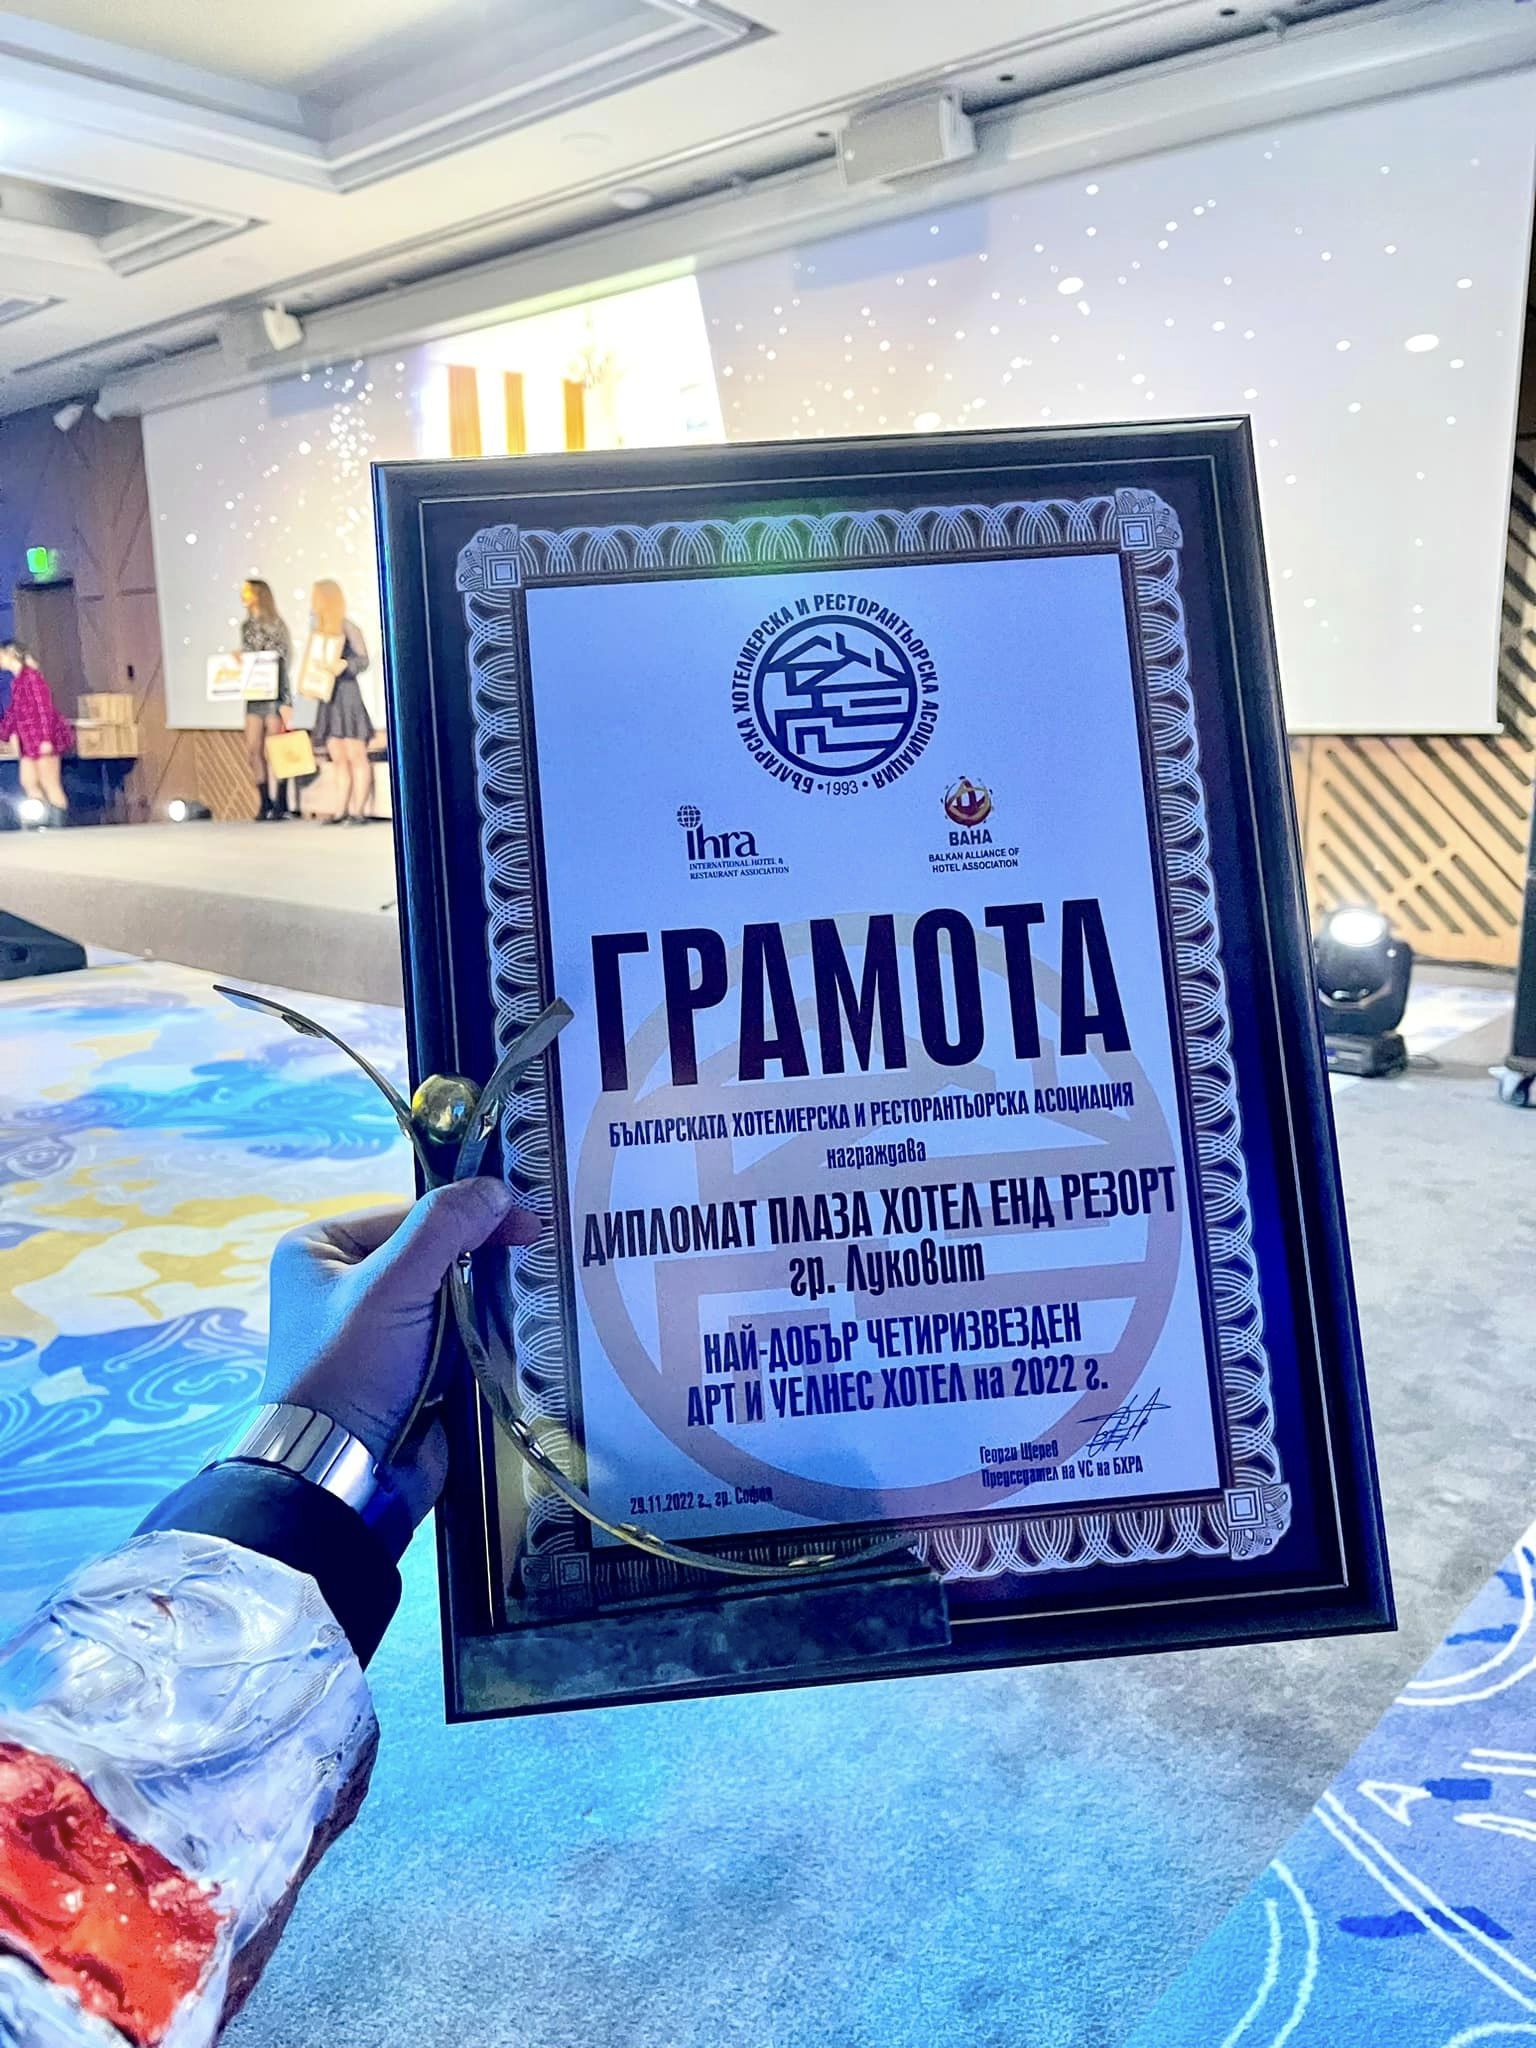 БЪЛГАРСКА ХОТЕЛИЕРСКА И РЕСТОРАНТЬОРСКА АСОЦИАЦИЯ
• 1993 •
Ihra
INTERNATIONAL HOTEL &
RESTAURANT ASSOCIATION
BAHA
BALKAN ALLIANCE OF
HOTEL ASSOCIATION
ГРАМОТА
БЪЛГАРСКАТА ХОТЕЛИЕРСКА И РЕСТОРАНТЬОРСКА АСОЦИАЦИЯ
награждава
ДИПЛОМАТ ПЛАЗА ХОТЕЛ ЕНД РЕЗОРТ
гр. Луковит
НАЙ-ДОБЪР ЧЕТИРИЗВЕЗДЕН
АРТ И УЕЛНЕС ХОТЕЛ на 2022 г.
Георги Щерев
Председател на УС на БХРА
29.11.2022 г., гр. София